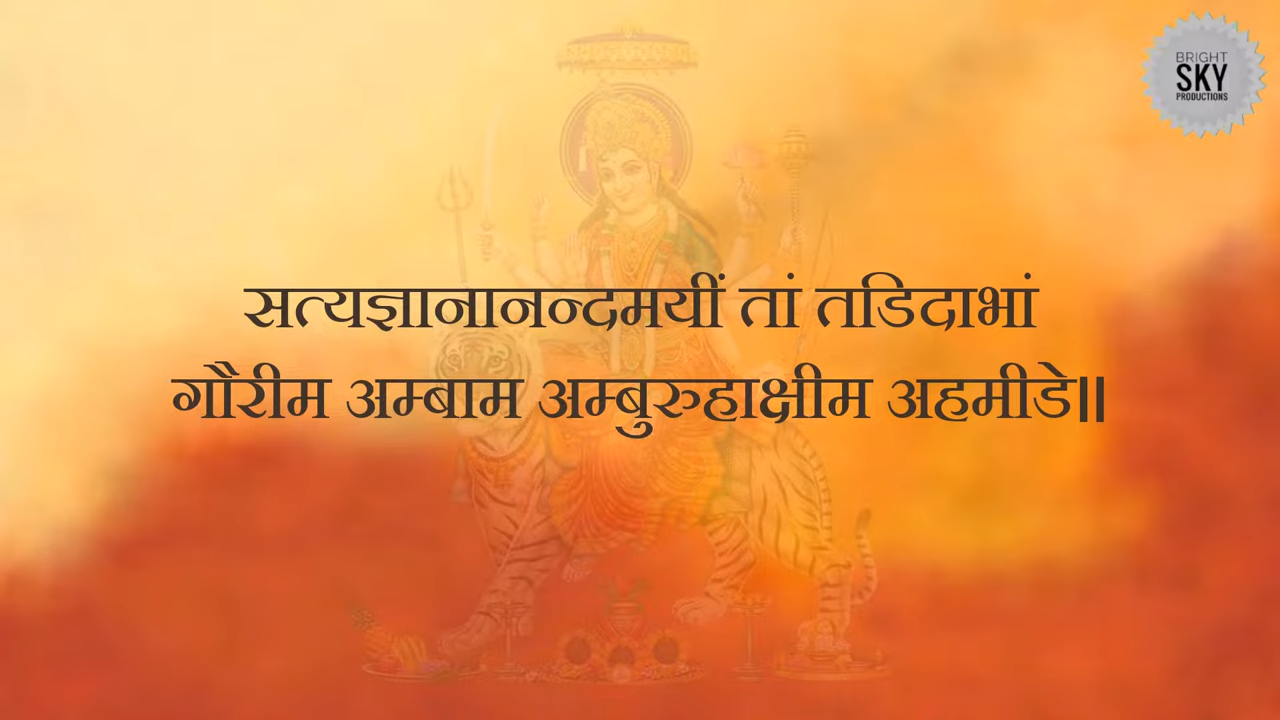 BRIGHT
SKY
PRODUCTIONS
सत्यज्ञानानन्दमयीं तां तडिदाभां
गौरीम अम्बाम अम्बुरुहाक्षीम अहमीडे॥